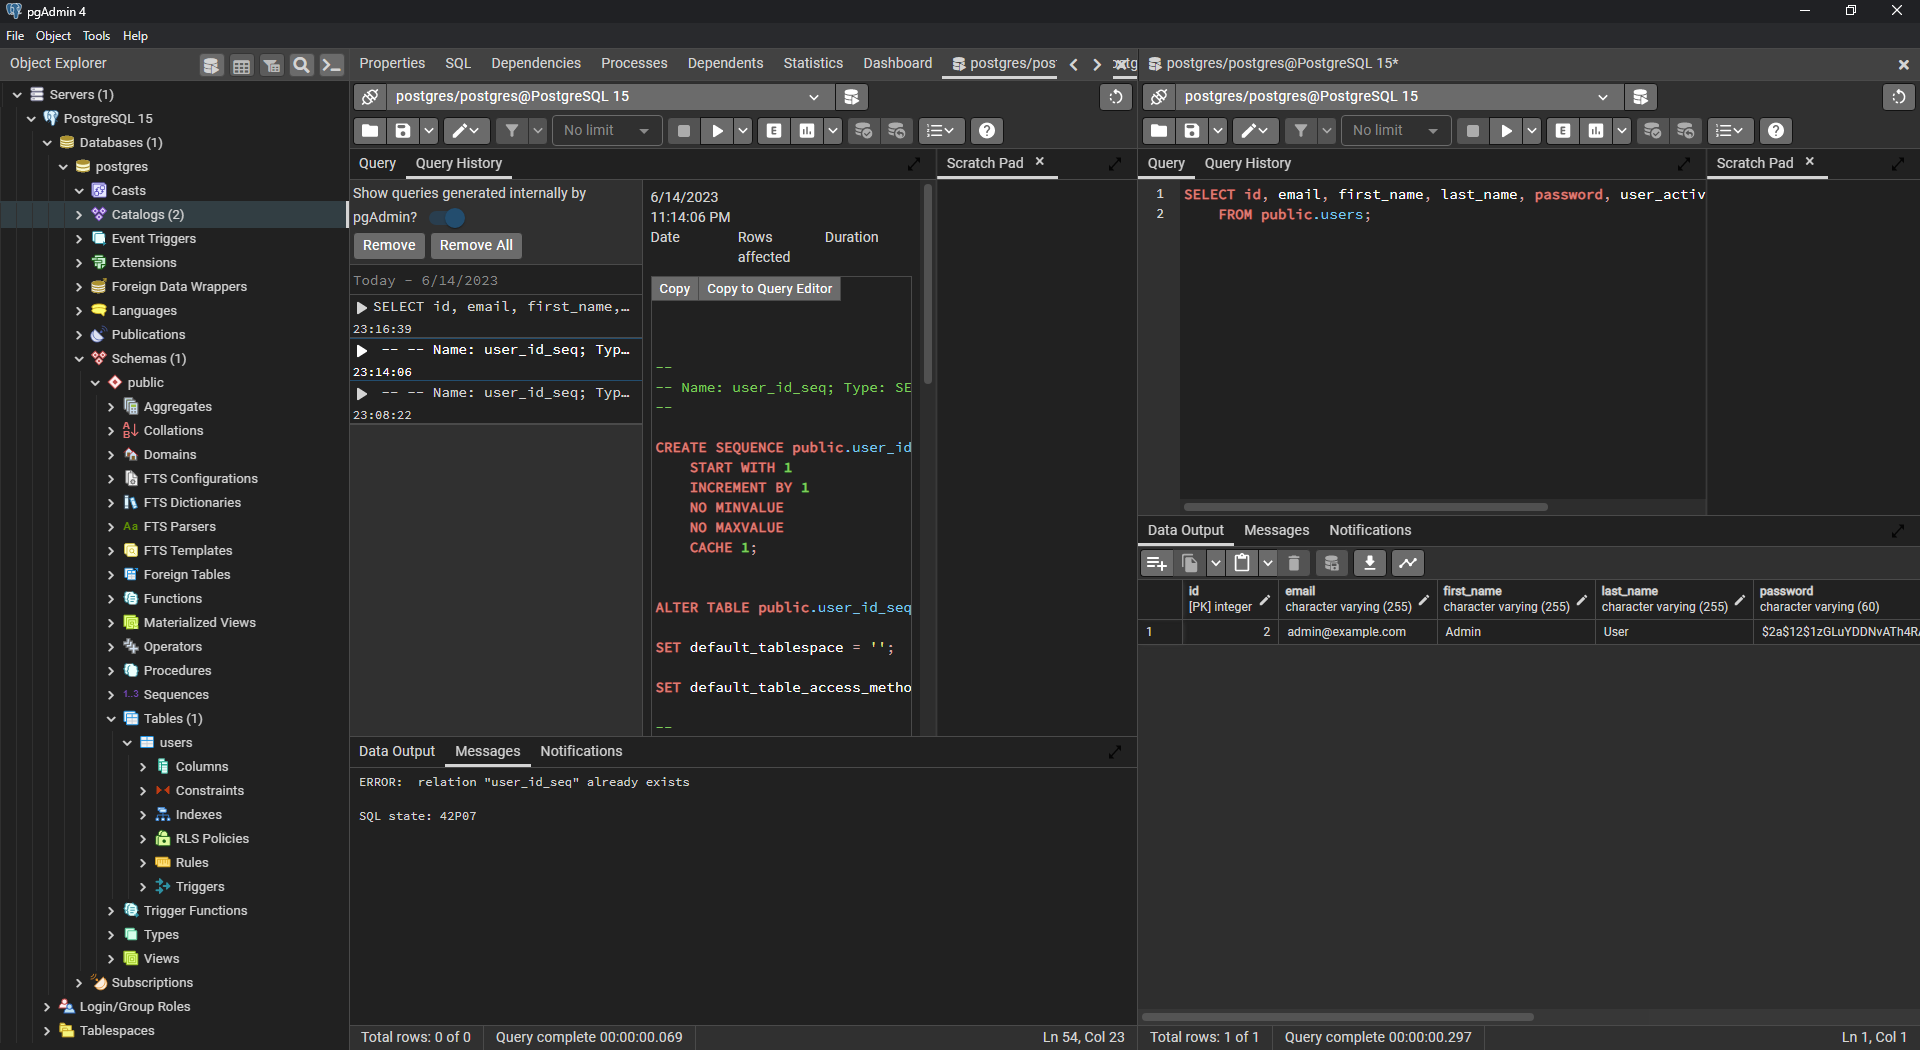 pgAdmin 4
File Object Tools Help
Object Explorer
Servers (1)
PostgreSQL 15
Databases (1)
postgres
Casts
Catalogs (2)
Event Triggers
Extensions
Foreign Data Wrappers
Languages
Publications
Schemas (1)
public
Aggregates
Collations
Domains
FTS Configurations
FTS Dictionaries
FTS Parsers
FTS Templates
Foreign Tables
Functions
Materialized Views
Operators
Procedures
1..3 Sequences
Tables (1)
users
Columns
Constraints
Indexes
RLS Policies
Rules
Triggers
Trigger Functions
Types
Views
Subscriptions
Login/Group Roles
Tablespaces
Properties SQL Dependencies Processes Dependents Statistics Dashboard postgres/pos
postgres/postgres@PostgreSQL 15
No limit
Query Query History
Scratch Pad
Show queries generated internally by
pgAdmin?
Remove Remove All
Today - 6/14/2023
SELECT id, email, first_name,…
23:16:39
-- -- Name: user_id_seq; Typ…
23:14:06
-- -- Name: user_id_seq; Typ…
23:08:22
6/14/2023
11:14:06 PM
Date Rows affected Duration
Copy Copy to Query Editor
--
-- Name: user_id_seq; Type: SE
--
CREATE SEQUENCE public.user_id
START WITH 1
INCREMENT BY 1
NO MINVALUE
NO MAXVALUE
CACHE 1;
ALTER TABLE public.user_id_seq
SET default_tablespace = '';
SET default_table_access_metho
--
Data Output Messages Notifications
ERROR: relation "user_id_seq" already exists
SQL state: 42P07
Total rows: 0 of 0 Query complete 00:00:00.069 Ln 54, Col 23
postgres/postgres@PostgreSQL 15*
postgres/postgres@PostgreSQL 15
No limit
Query Query History
Scratch Pad
1 SELECT id, email, first_name, last_name, password, user_activ
2 FROM public.users;
Data Output Messages Notifications
id email first_name last_name password
[PK] integer character varying (255) character varying (255) character varying (255) character varying (60)
1 2 admin@example.com Admin User $2a$12$1zGLuYDDNvATh4R
Total rows: 1 of 1 Query complete 00:00:00.297 Ln 1, Col 1